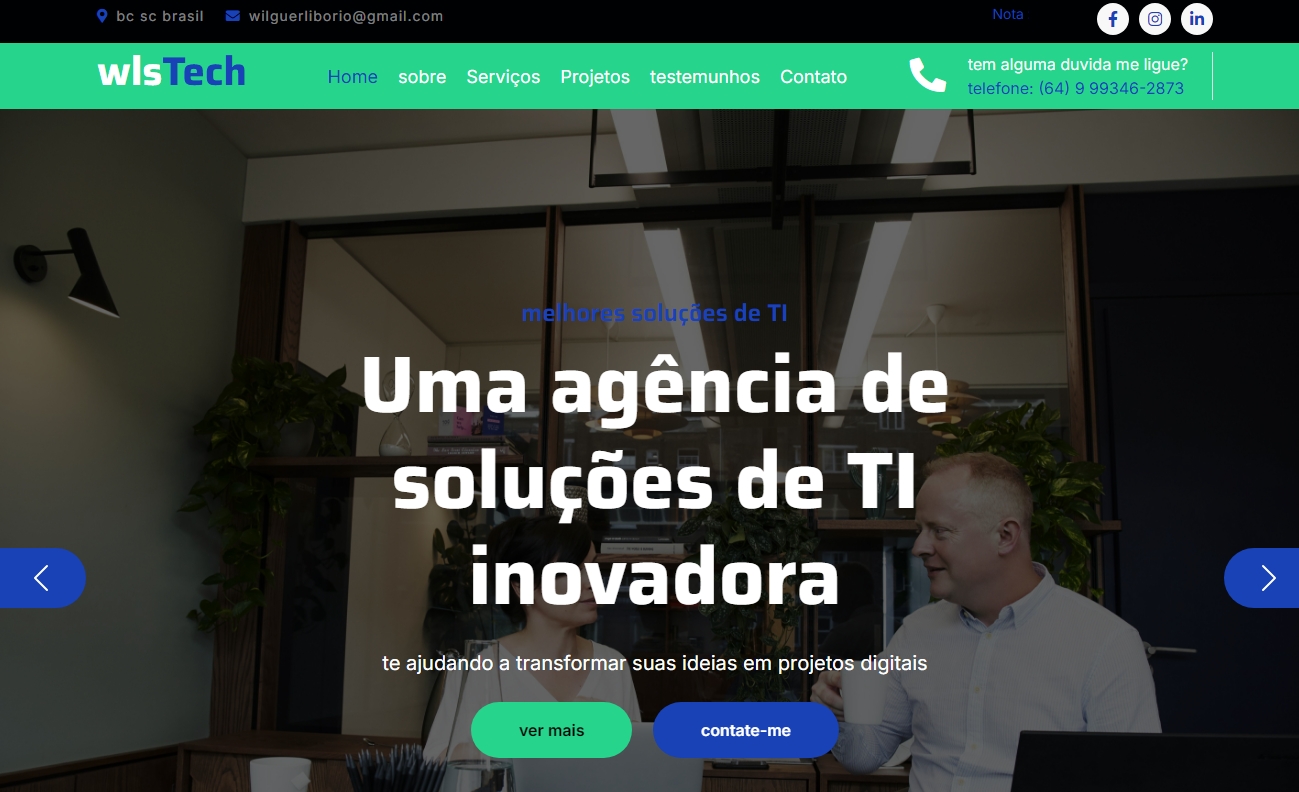 bc sc brasil wilguerliborio@gmail.com Nota
wlsTech Home sobre Serviços Projetos testemunhos Contato
tem alguma duvida me ligue?
telefone: (64) 9 99346-2873
melhores soluções de TI
Uma agência de
soluções de TI
inovadora
te ajudando a transformar suas ideias em projetos digitais
ver mais contate-me